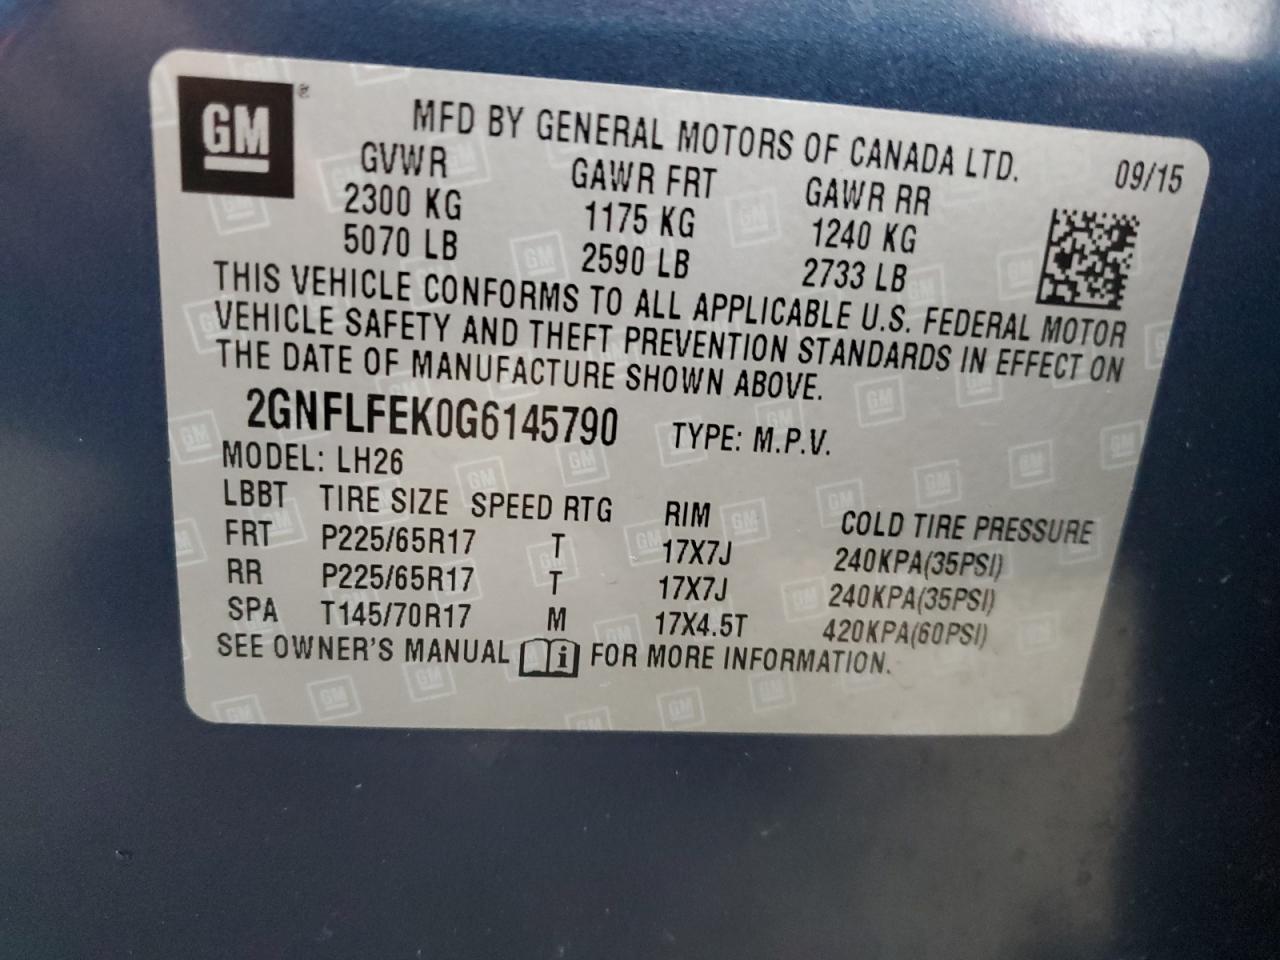 GM ®
MFD BY GENERAL MOTORS OF CANADA LTD. 09/15
GVWR GAWR FRT GAWR RR
2300 KG 1175 KG 1240 KG
5070 LB 2590 LB 2733 LB
THIS VEHICLE CONFORMS TO ALL APPLICABLE U.S. FEDERAL MOTOR
VEHICLE SAFETY AND THEFT PREVENTION STANDARDS IN EFFECT ON
THE DATE OF MANUFACTURE SHOWN ABOVE.
2GNFLFEK0G6145790 TYPE: M.P.V.
MODEL: LH26
LBBT TIRE SIZE SPEED RTG RIM COLD TIRE PRESSURE
FRT P225/65R17 T 17X7J 240KPA(35PSI)
RR P225/65R17 T 17X7J 240KPA(35PSI)
SPA T145/70R17 M 17X4.5T 420KPA(60PSI)
SEE OWNER'S MANUAL i FOR MORE INFORMATION.